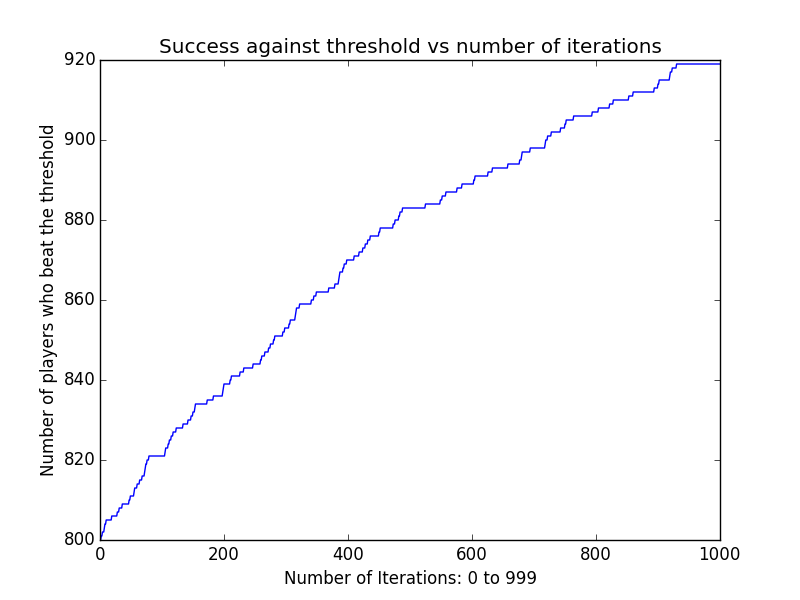 Success against threshold vs number of iterations
920
900
880
860
840
820
800
Number of players who beat the threshold
0 200 400 600 800 1000
Number of Iterations: 0 to 999